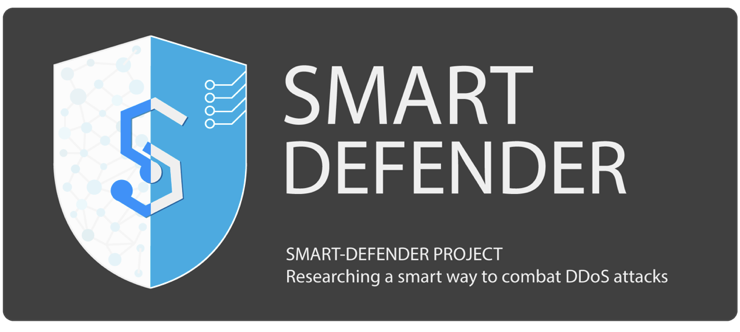 SMART
DEFENDER
SMART-DEFENDER PROJECT
Researching a smart way to combat DDoS attacks